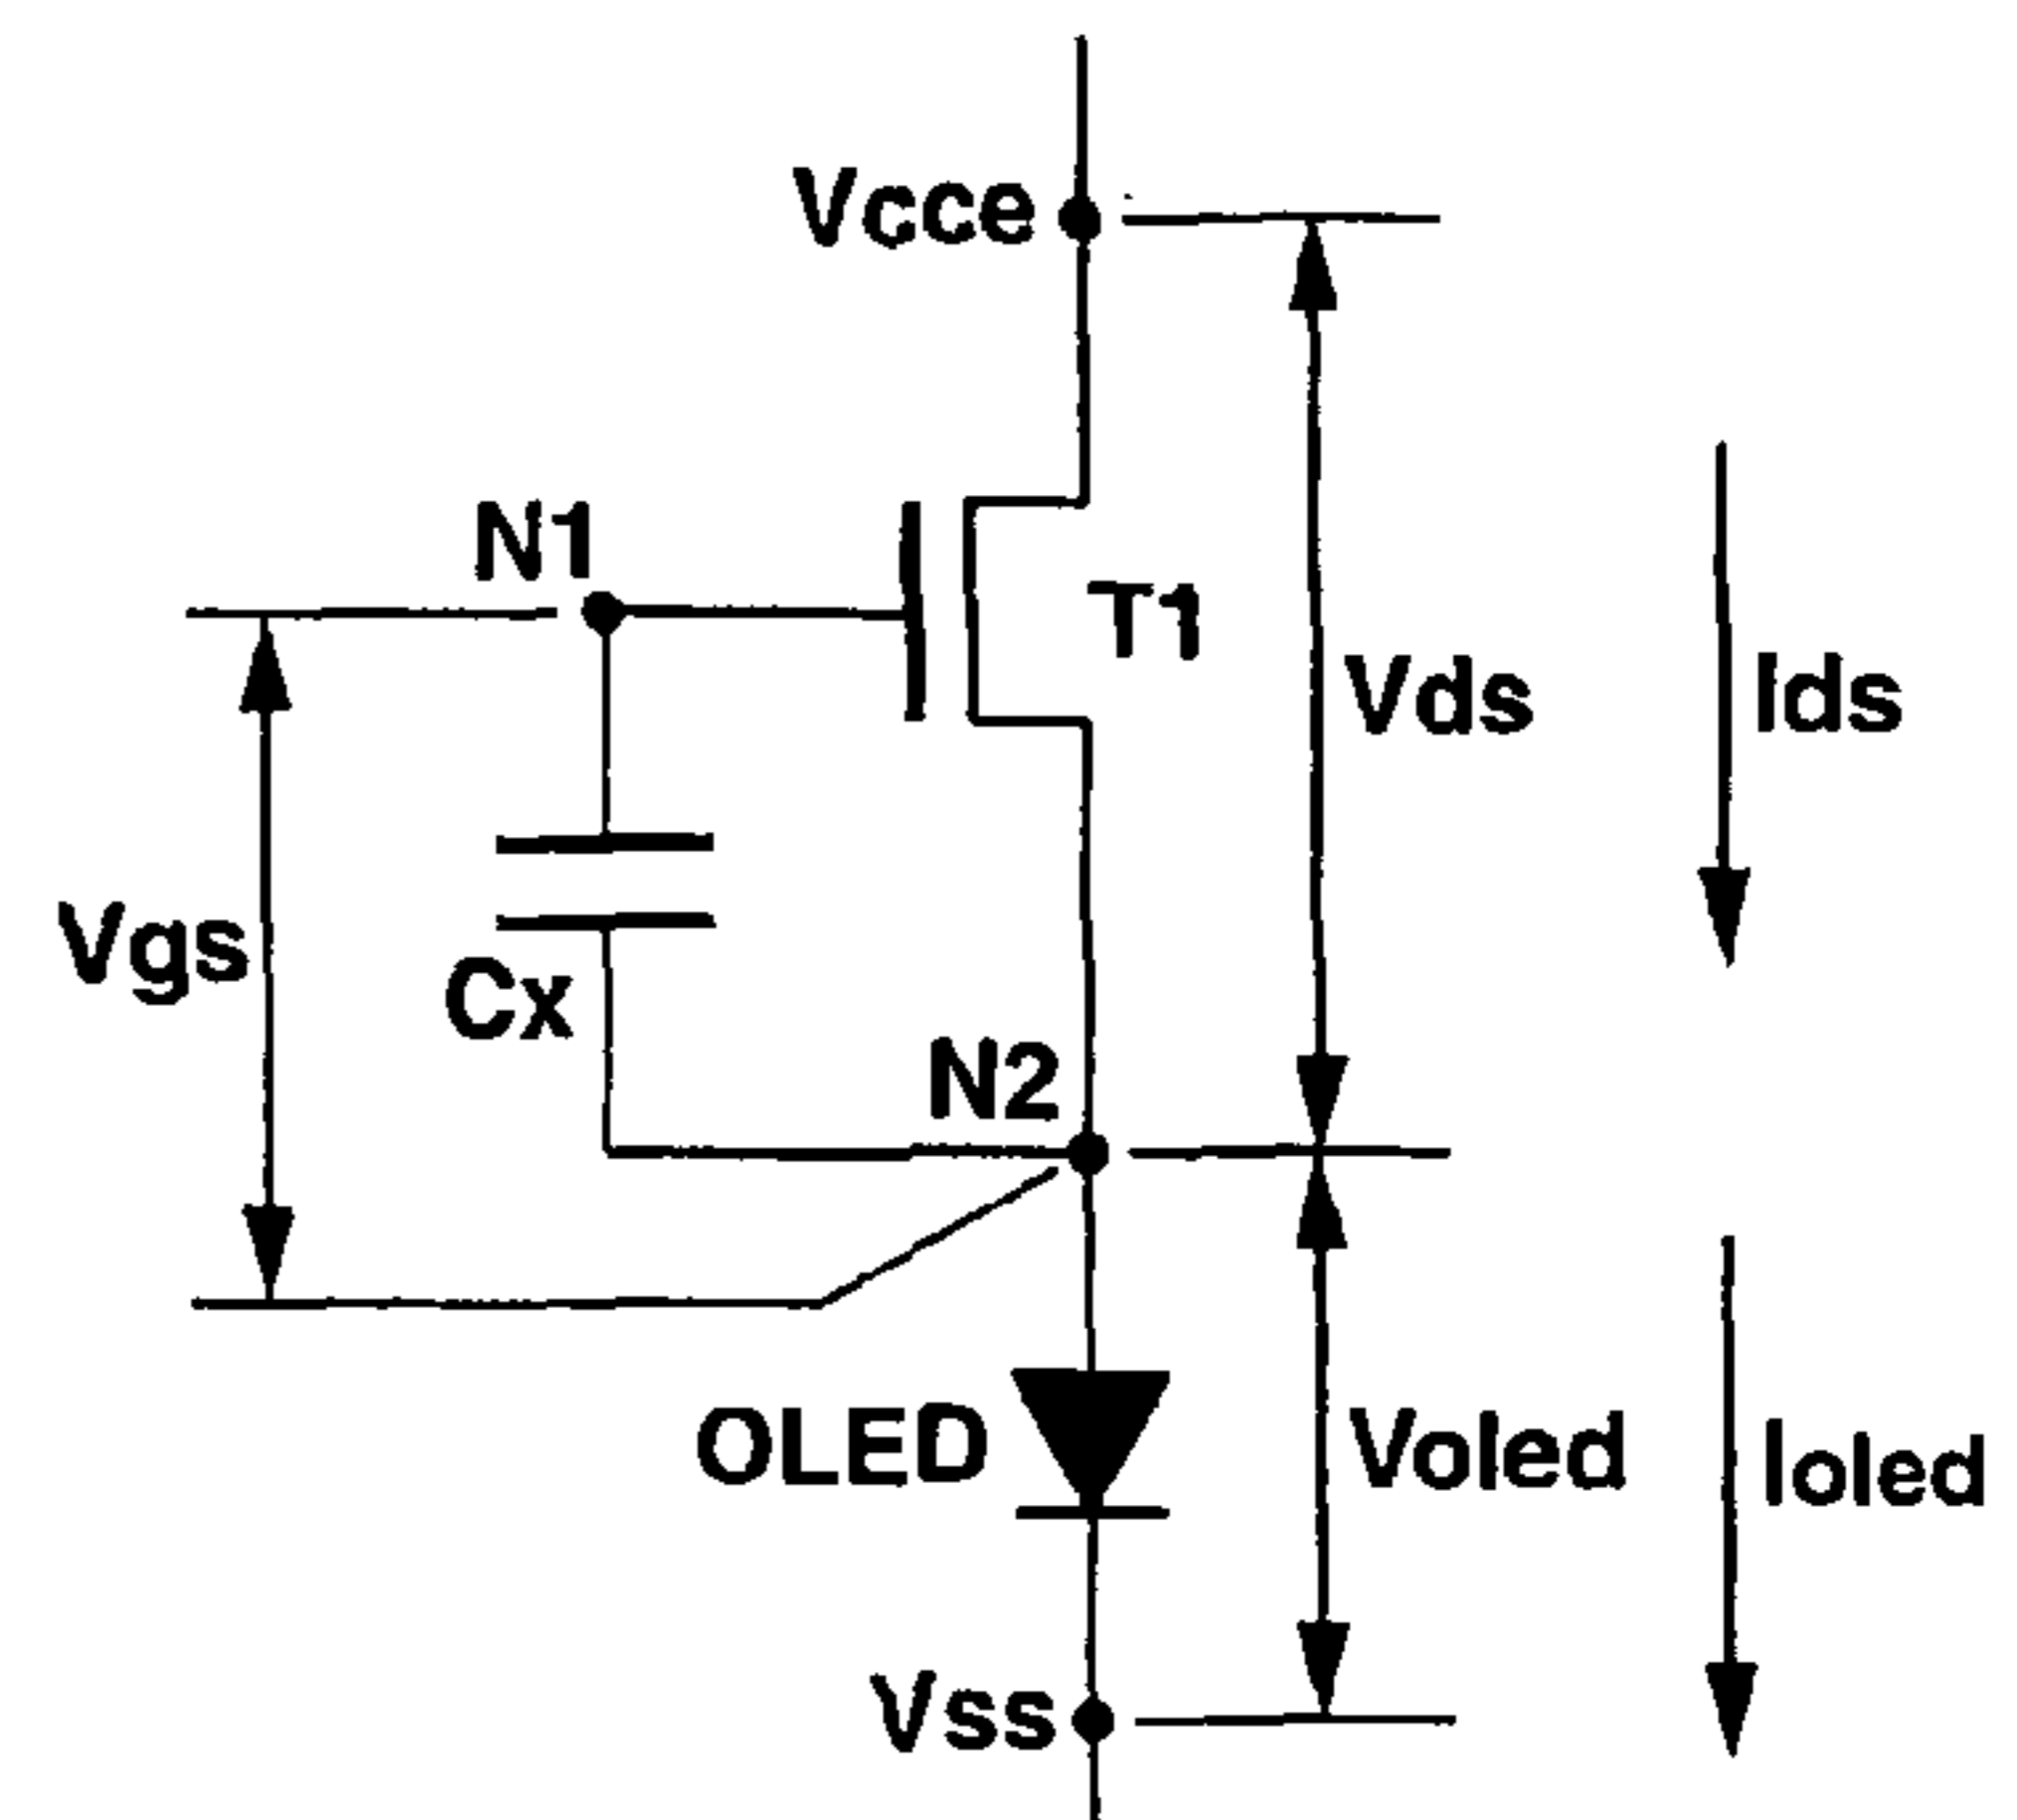 Vcce
N1
T1
Vds
Ids
Vgs
Cx
N2
OLED
Voled
Ioled
Vss